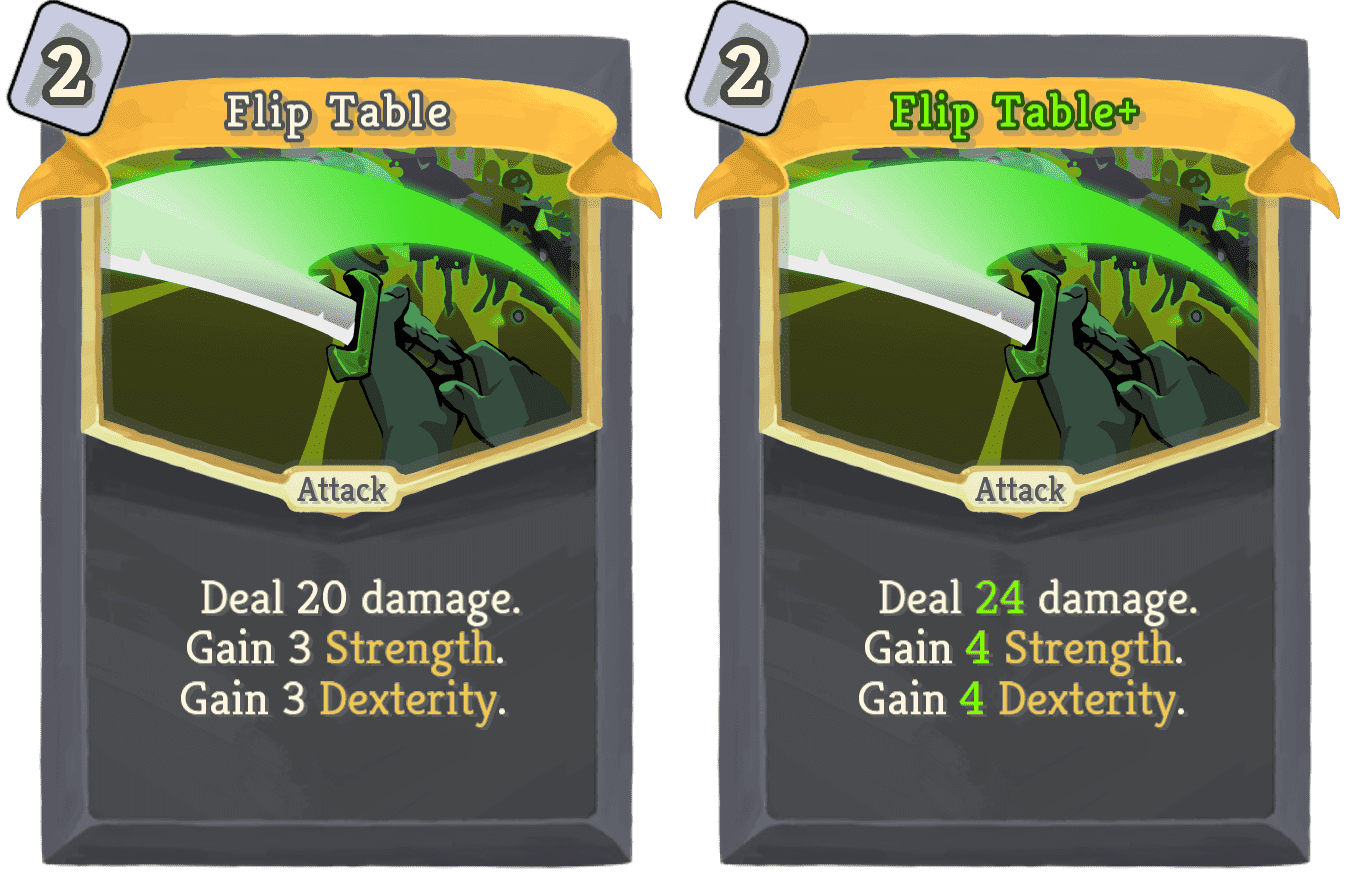 2
Flip Table
Attack
Deal 20 damage.
Gain 3 Strength.
Gain 3 Dexterity.
2
Flip Table+
Attack
Deal 24 damage.
Gain 4 Strength.
Gain 4 Dexterity.